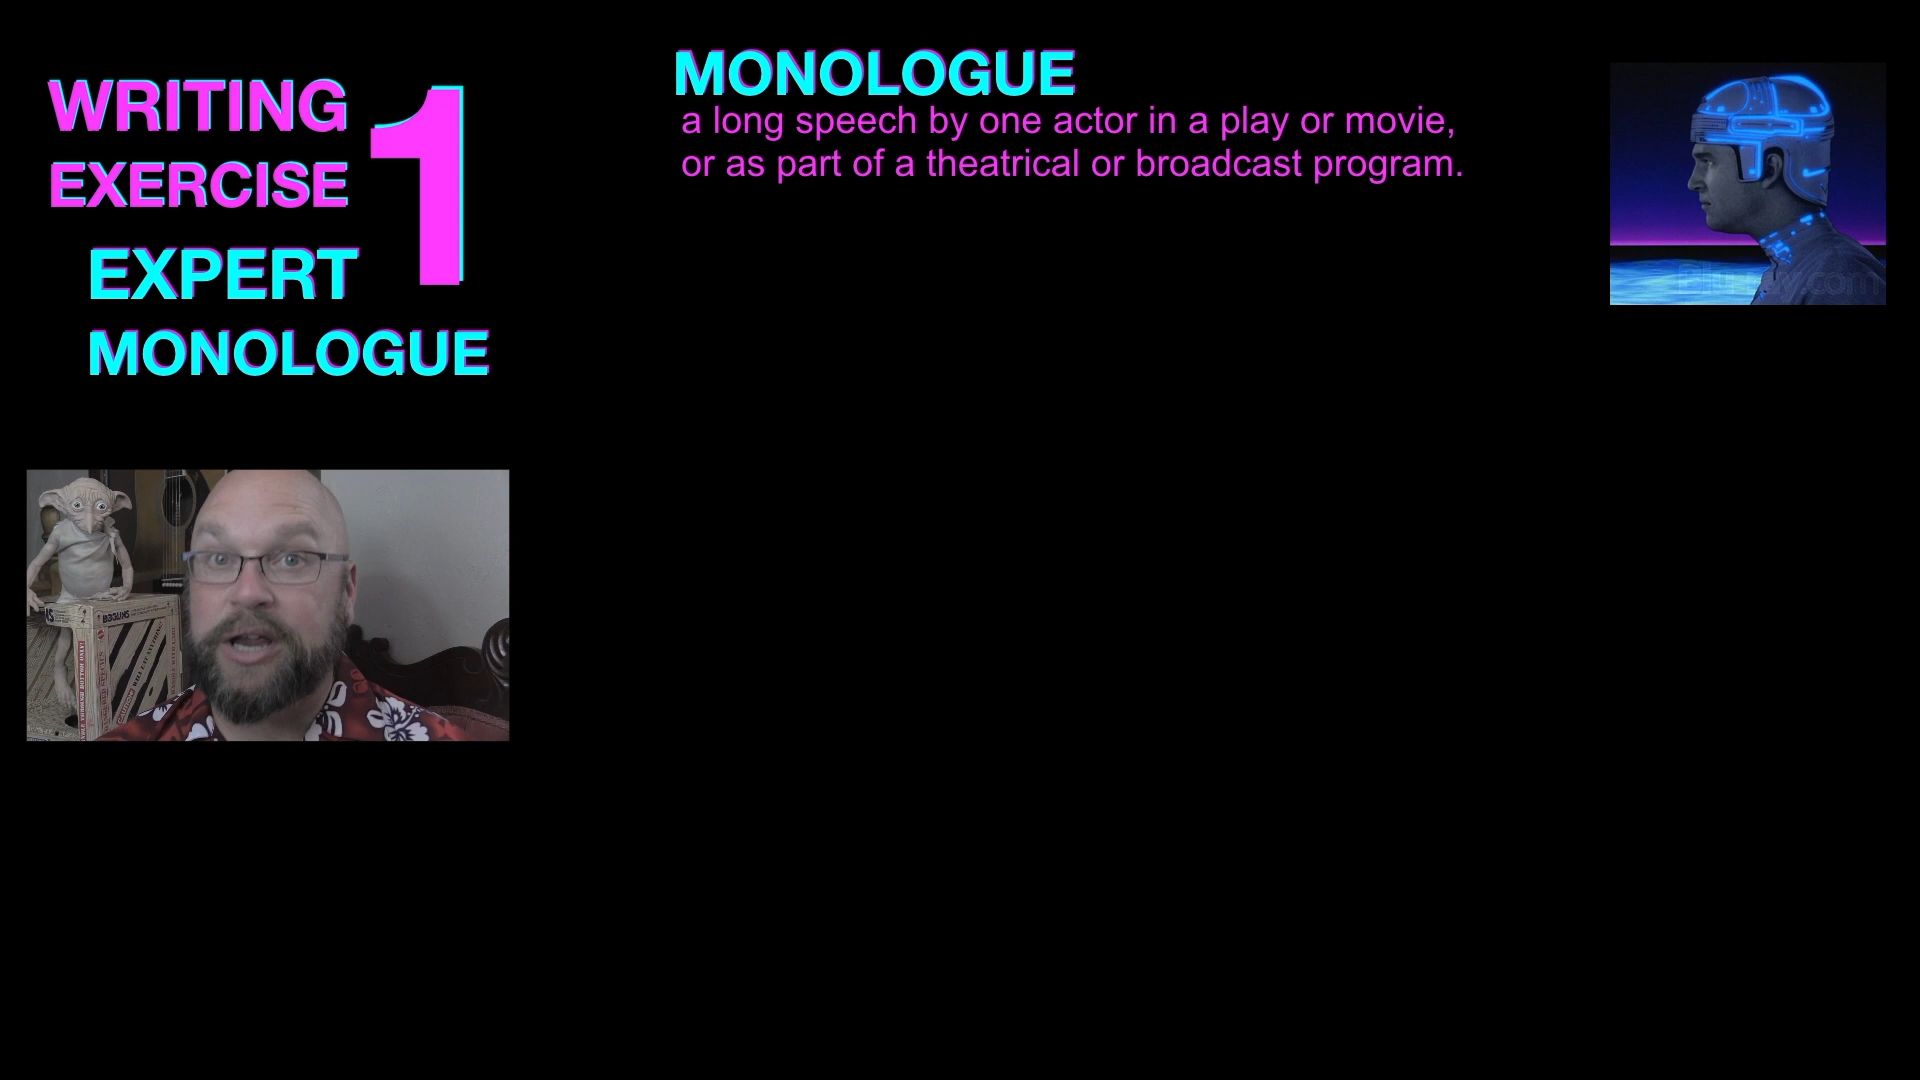 WRITING
EXERCISE
1
EXPERT
MONOLOGUE
MONOLOGUE
a long speech by one actor in a play or movie,
or as part of a theatrical or broadcast program.